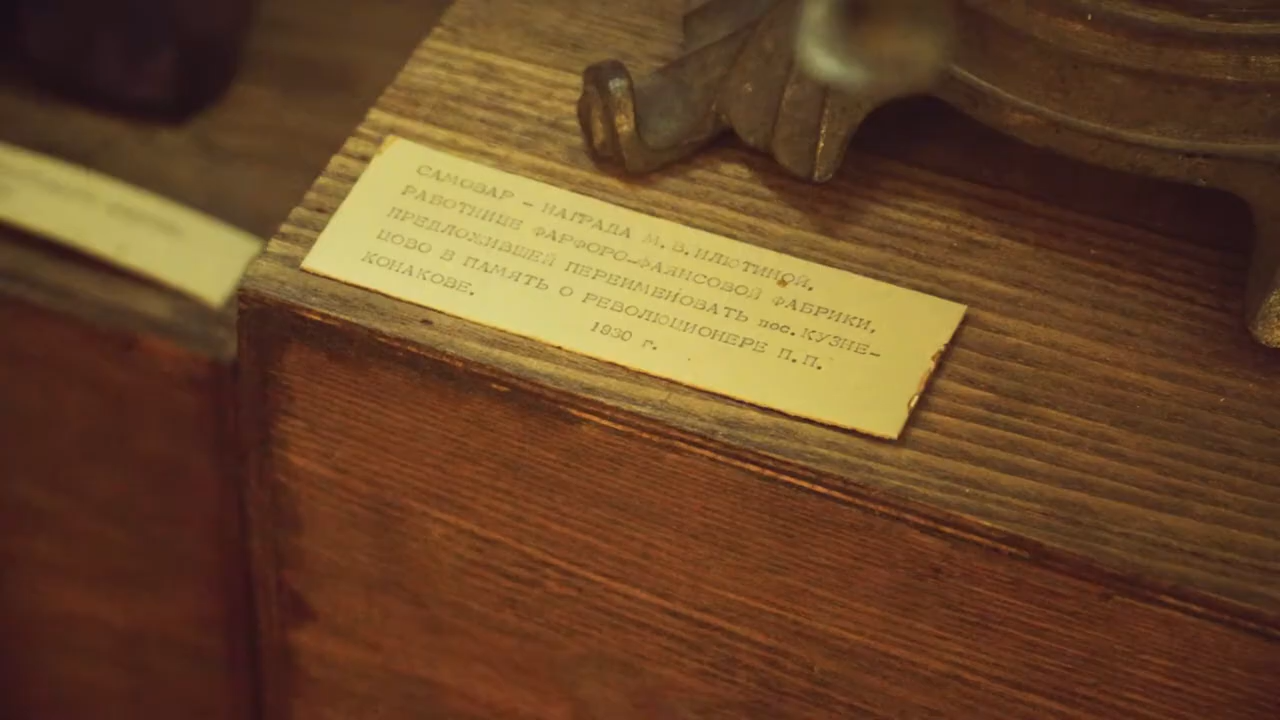 САМОВАР - НАГРАДА М.В.ИЛЮТИНОЙ,
РАБОТНИЦЕ ФАРФОРО-ФАЯНСОВОЙ ФАБРИКИ,
ПРЕДЛОЖИВШЕЙ ПЕРЕИМЕНОВАТЬ пос.КУЗНЕ-
ЦОВО В ПАМЯТЬ О РЕВОЛЮЦИОНЕРЕ П.П.
КОНАКОВЕ.
1930 г.